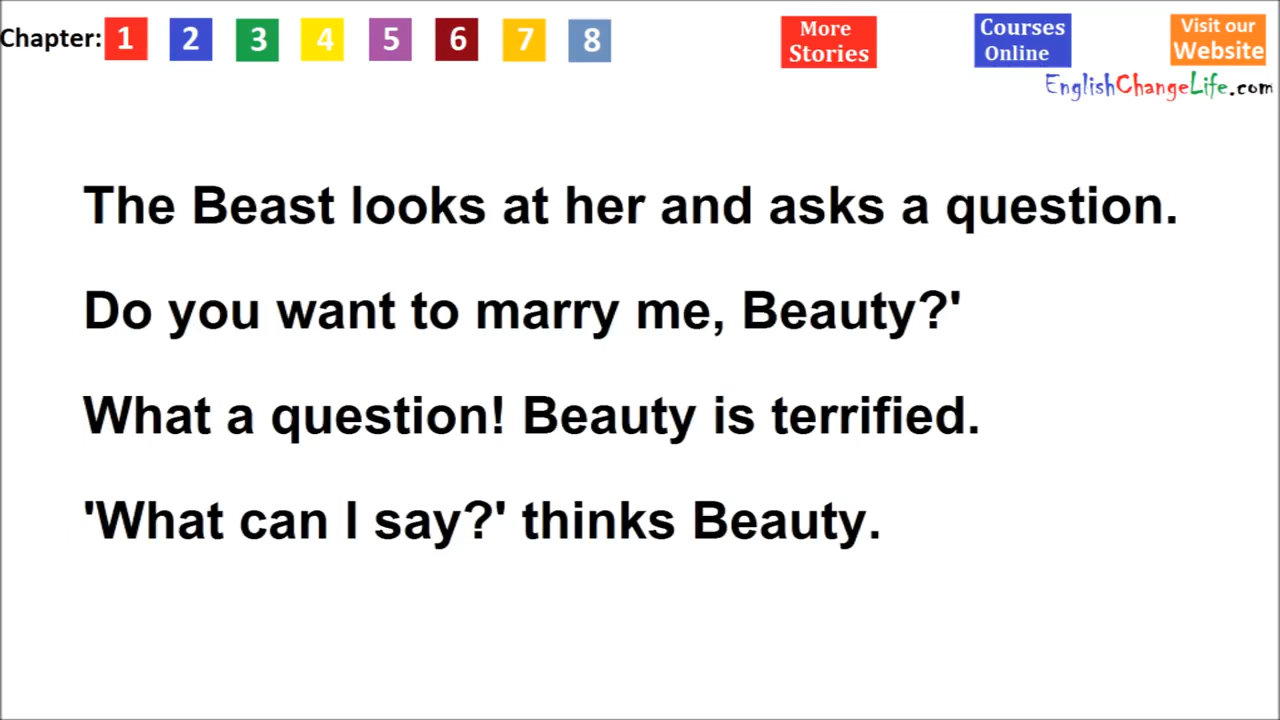 Chapter: 1 2 3 4 5 6 7 8
More Stories
Courses Online
Visit our Website
EnglishChangeLife.com
The Beast looks at her and asks a question.
Do you want to marry me, Beauty?'
What a question! Beauty is terrified.
'What can I say?' thinks Beauty.